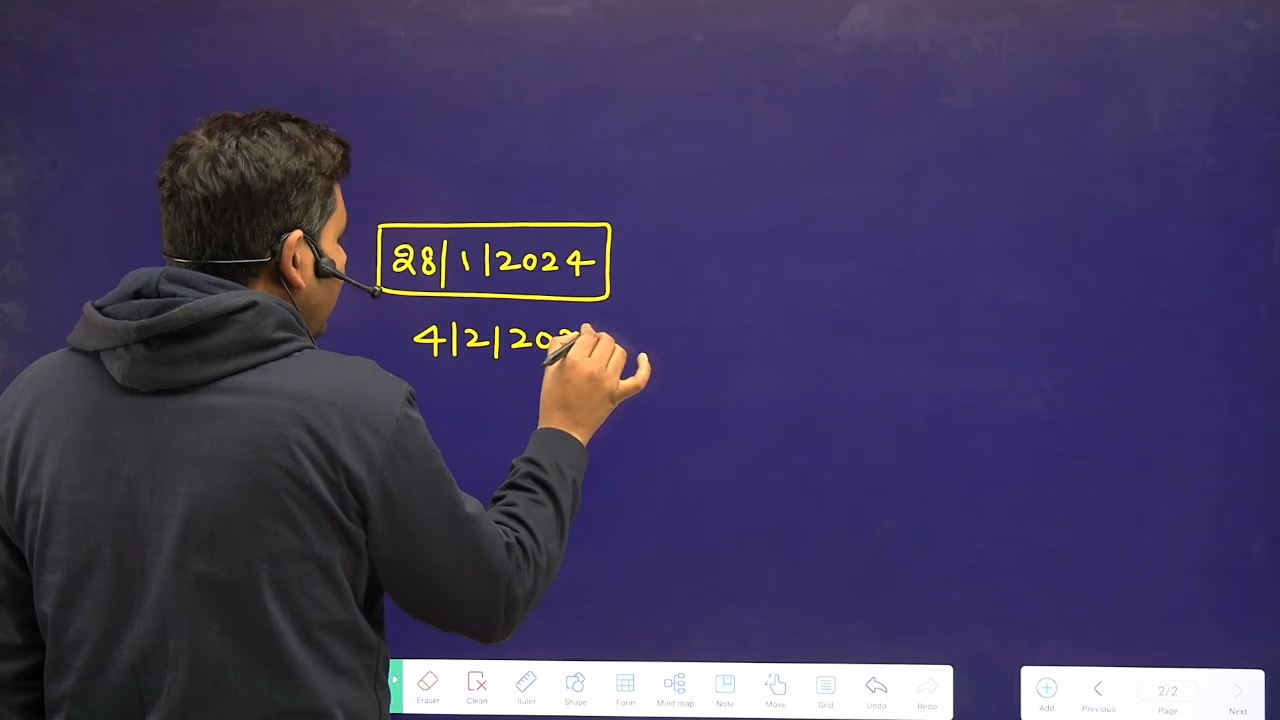 28/1/2024
4/2/202
Eraser
Clean
Ruler
Shape
Form
Mind map
Note
Move
Grid
Undo
Redo
Add
Previous
2/2
Page
Next